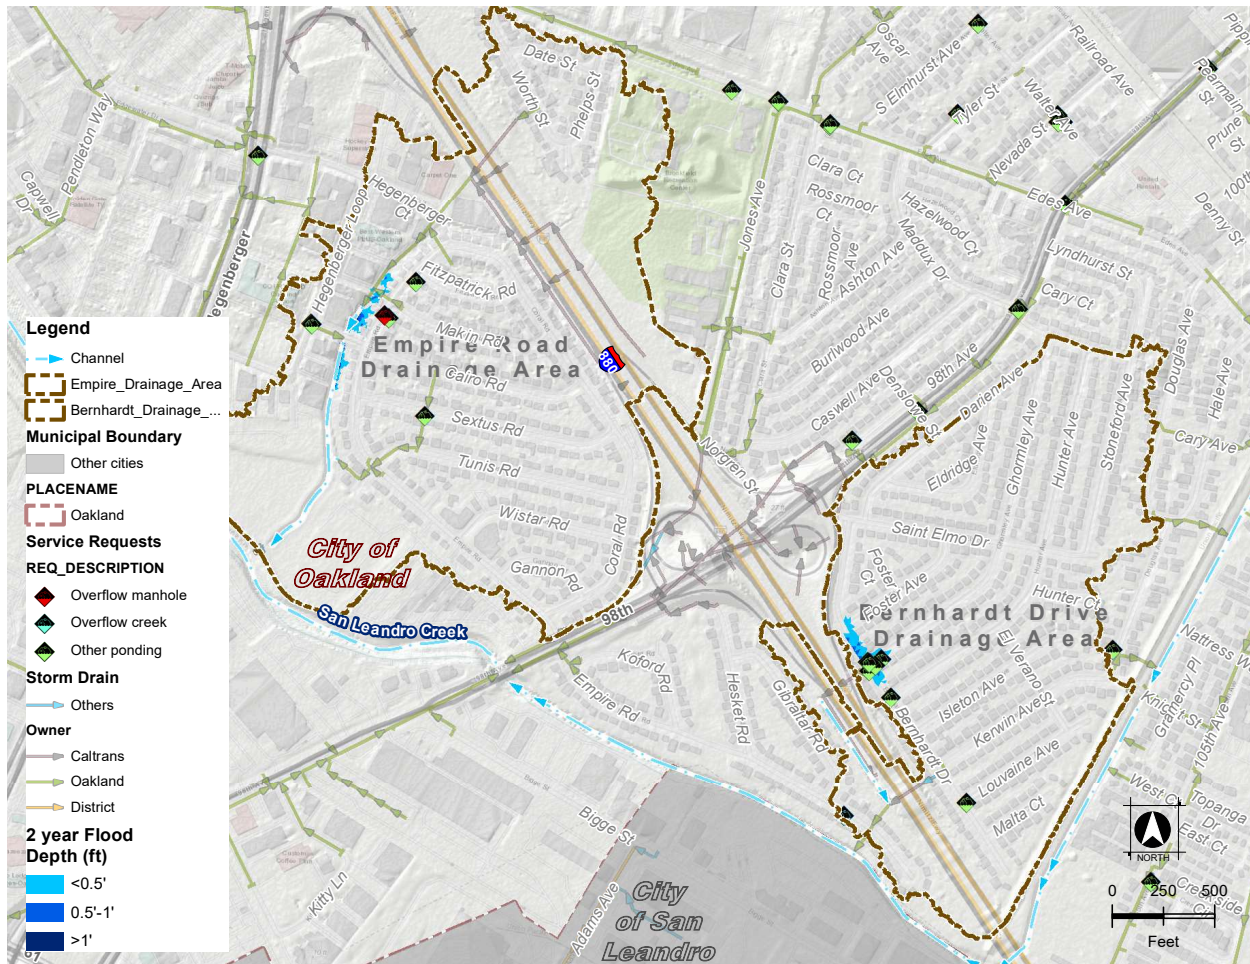 Date St
Worth St
Phelps St
Oscar
Ave
S Elmhurst Ave
Railroad Ave
Pearmain
St
Tyler St
Walter Ave
Nevada St
Prune
St
100th
Denny St
Pendleton Way
Capwell
Dr
Hegenberger
Ct
Hegenberger Loop
Clara Ct
Rossmoor
Ct
Hazelwood Ct
Maddux Dr
Edes Ave
Lyndhurst St
Cary Ct
Jones Ave
Clara St
Rossmoor
Ave
Ashton Ave
Burlwood Ave
Caswell Ave
Denslowe St
98th Ave
Darien Ave
Douglas Ave
Hale Ave
Cary Ave
Fitzpatrick Rd
Makin Rd
Empire Road
Drainage Area
Cairo Rd
Sextus Rd
Tunis Rd
Wistar Rd
Gannon Rd
Coral Rd
880
Norgren St
Eldridge Ave
Ghormley Ave
Hunter Ave
Stoneford Ave
Saint Elmo Dr
Foster
Ct
Foster Ave
Hunter Ct
Bernhardt Drive
Drainage Area
El Verano St
Isleton Ave
Kerwin Ave
Louvaine Ave
Malta Ct
Bernhardt Dr
Gibraltar Rd
Hesket Rd
Koford Rd
Empire Rd
98th
San Leandro Creek
City of
Oakland
Knight St
Gramercy Pl
105th Ave
West Ct
Topanga
Dr
East Ct
Creekside
Cir
Bigge St
Adams Ave
Kitty Ln
City
of San
Leandro
61
Legend
Channel
Empire_Drainage_Area
Bernhardt_Drainage_...
Municipal Boundary
Other cities
PLACENAME
Oakland
Service Requests
REQ_DESCRIPTION
Overflow manhole
Overflow creek
Other ponding
Storm Drain
Others
Owner
Caltrans
Oakland
District
2 year Flood
Depth (ft)
<0.5'
0.5'-1'
>1'
NORTH
0 250 500
Feet